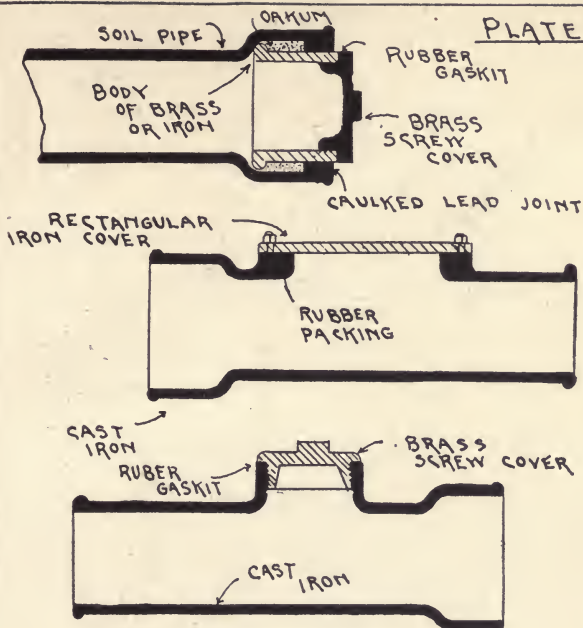 PLATE
OAKUM
SOIL PIPE
RUBBER
GASKIT
BODY
OF BRASS
OR IRON
BRASS
SCREW
COVER
CAULKED LEAD JOINT
RECTANGULAR
IRON COVER
RUBBER
PACKING
CAST
IRON
BRASS
SCREW COVER
RUBER
GASKIT
CAST
IRON